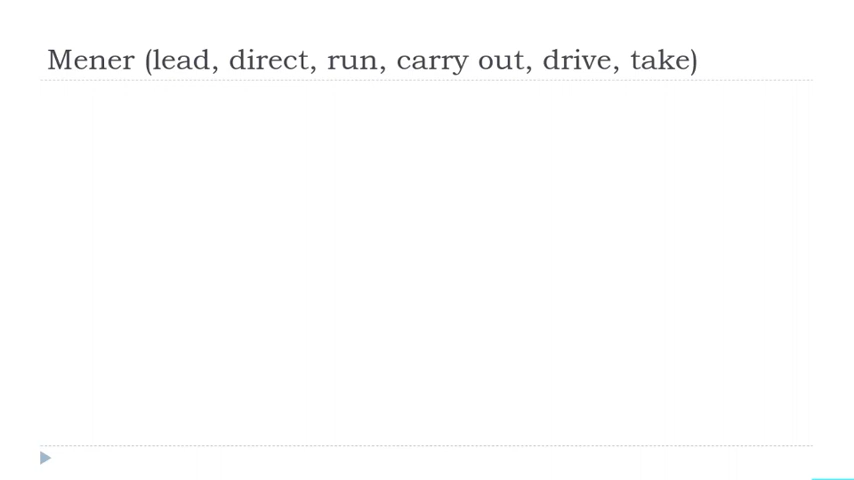 Mener (lead, direct, run, carry out, drive, take)